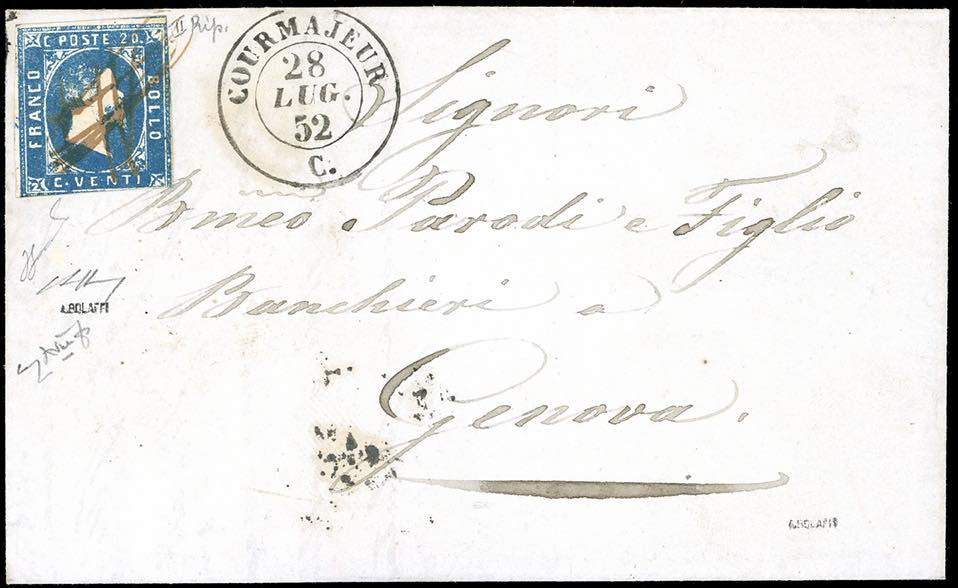 C POSTE 20
FRANCO
BOLLO
C. VENTI
II Rip.
COURMAJEUR
28
LUG.
52
C.
Signori
Romeo Parodi e Figlio
Banchieri a
Genova.
A.BOLAFFI
A.BOLAFFI